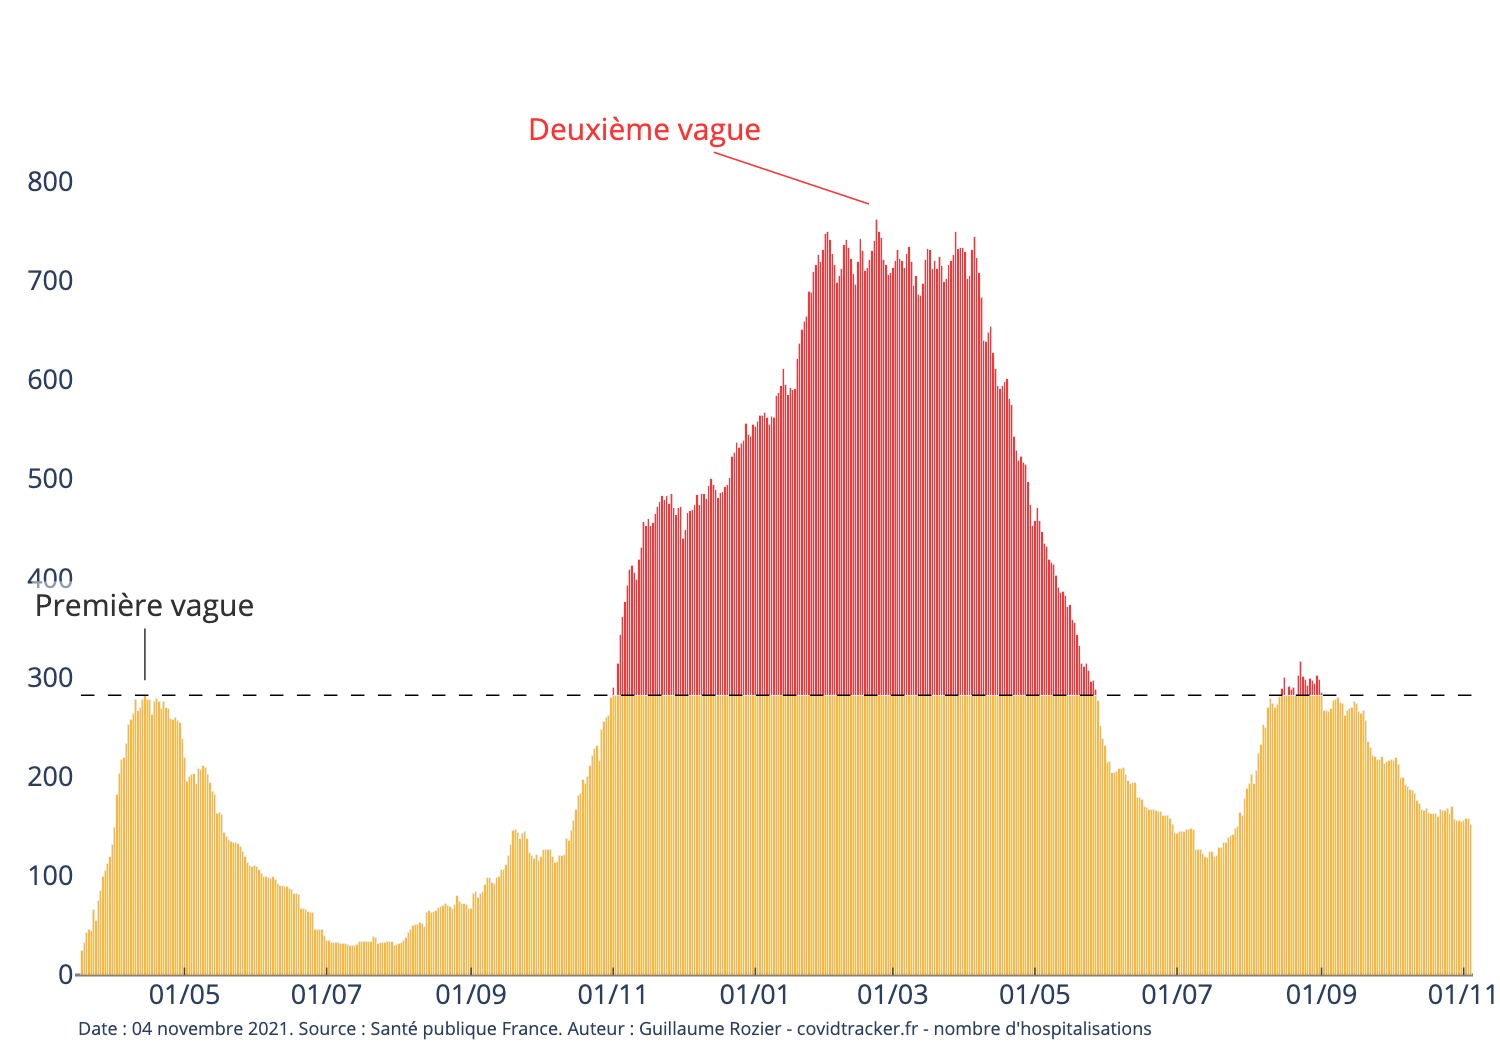 Deuxième vague
800
700
600
500
400
Première vague
300
200
100
0
01/05 01/07 01/09 01/11 01/01 01/03 01/05 01/07 01/09 01/11
Date : 04 novembre 2021. Source : Santé publique France. Auteur : Guillaume Rozier - covidtracker.fr - nombre d'hospitalisations